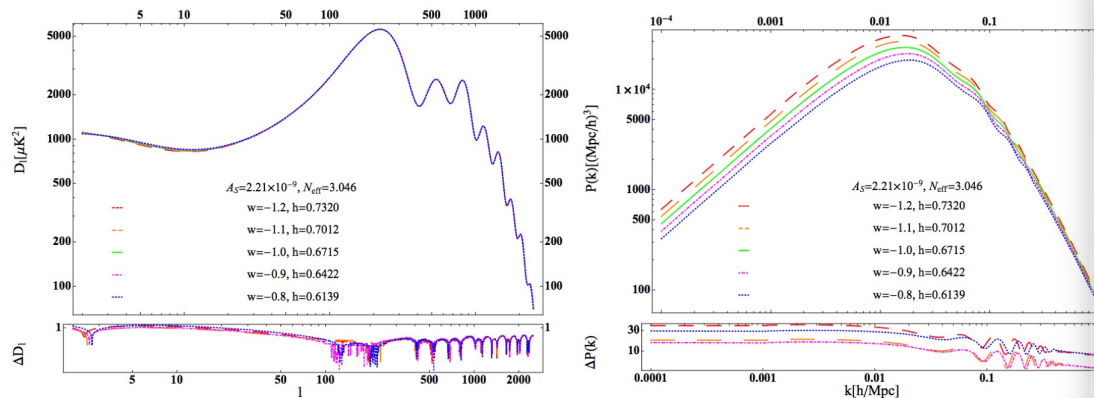 5 10 50 100 500 1000
5000 5000
1000 1000
500 500
200 200
100 100
D_l[μK²]
A_S=2.21×10⁻⁹, N_eff=3.046
w=-1.2, h=0.7320
w=-1.1, h=0.7012
w=-1.0, h=0.6715
w=-0.9, h=0.6422
w=-0.8, h=0.6139
1 1
ΔD_l
5 10 50 100 500 1000 2000
l
10⁻⁴ 0.001 0.01 0.1
1×10⁴
5000
1000
500
100
P(k)[(Mpc/h)³]
A_S=2.21×10⁻⁹, N_eff=3.046
w=-1.2, h=0.7320
w=-1.1, h=0.7012
w=-1.0, h=0.6715
w=-0.9, h=0.6422
w=-0.8, h=0.6139
30
10
ΔP(k)
0.0001 0.001 0.01 0.1
k[h/Mpc]